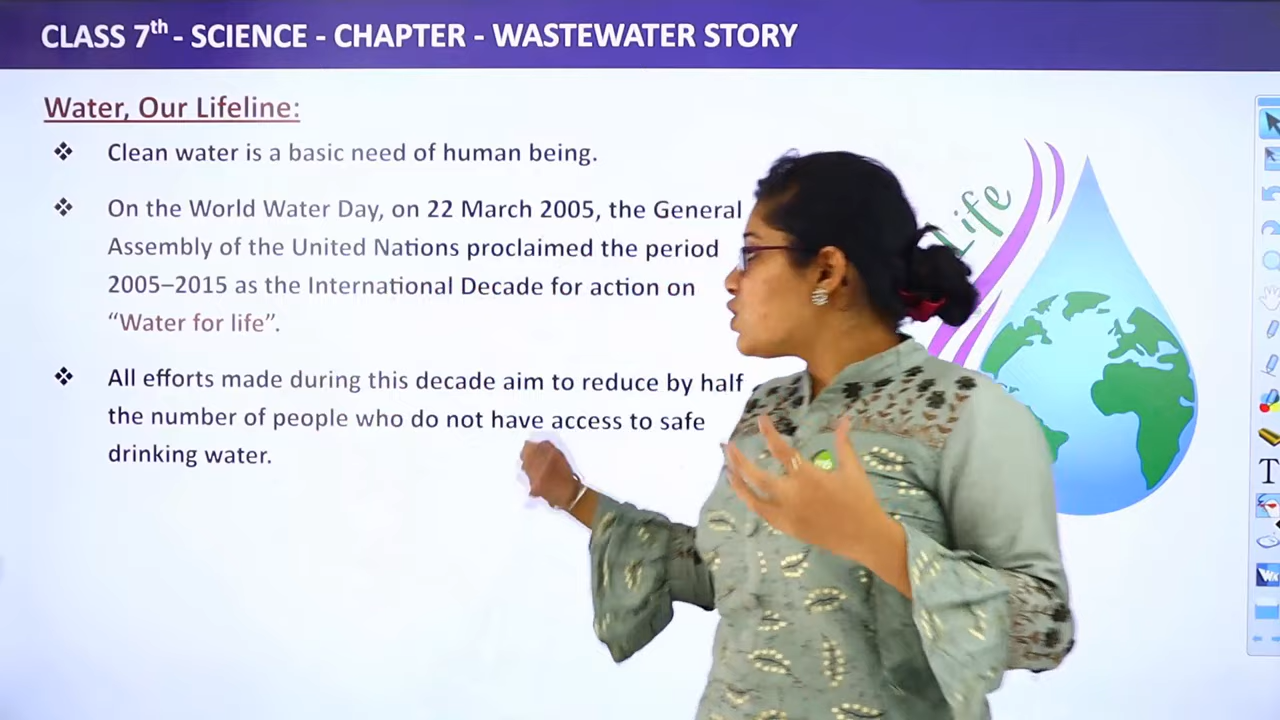 CLASS 7th - SCIENCE - CHAPTER - WASTEWATER STORY
Water, Our Lifeline:
❖ Clean water is a basic need of human being.
❖ On the World Water Day, on 22 March 2005, the General
Assembly of the United Nations proclaimed the period
2005–2015 as the International Decade for action on
“Water for life”.
❖ All efforts made during this decade aim to reduce by half
the number of people who do not have access to safe
drinking water.
Life
T